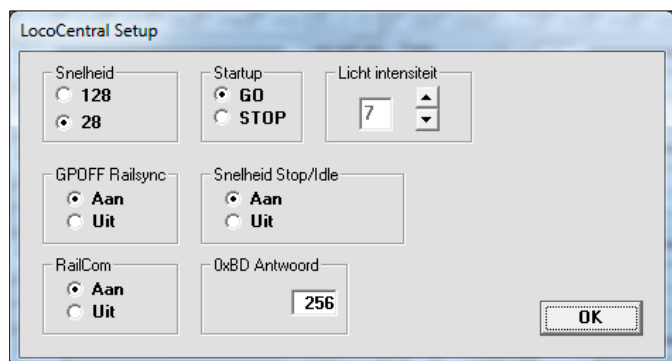 LocoCentral Setup
Snelheid
128
28
Startup
GO
STOP
Licht intensiteit
7
GPOFF Railsync
Aan
Uit
Snelheid Stop/Idle
Aan
Uit
RailCom
Aan
Uit
0xBD Antwoord
256
OK